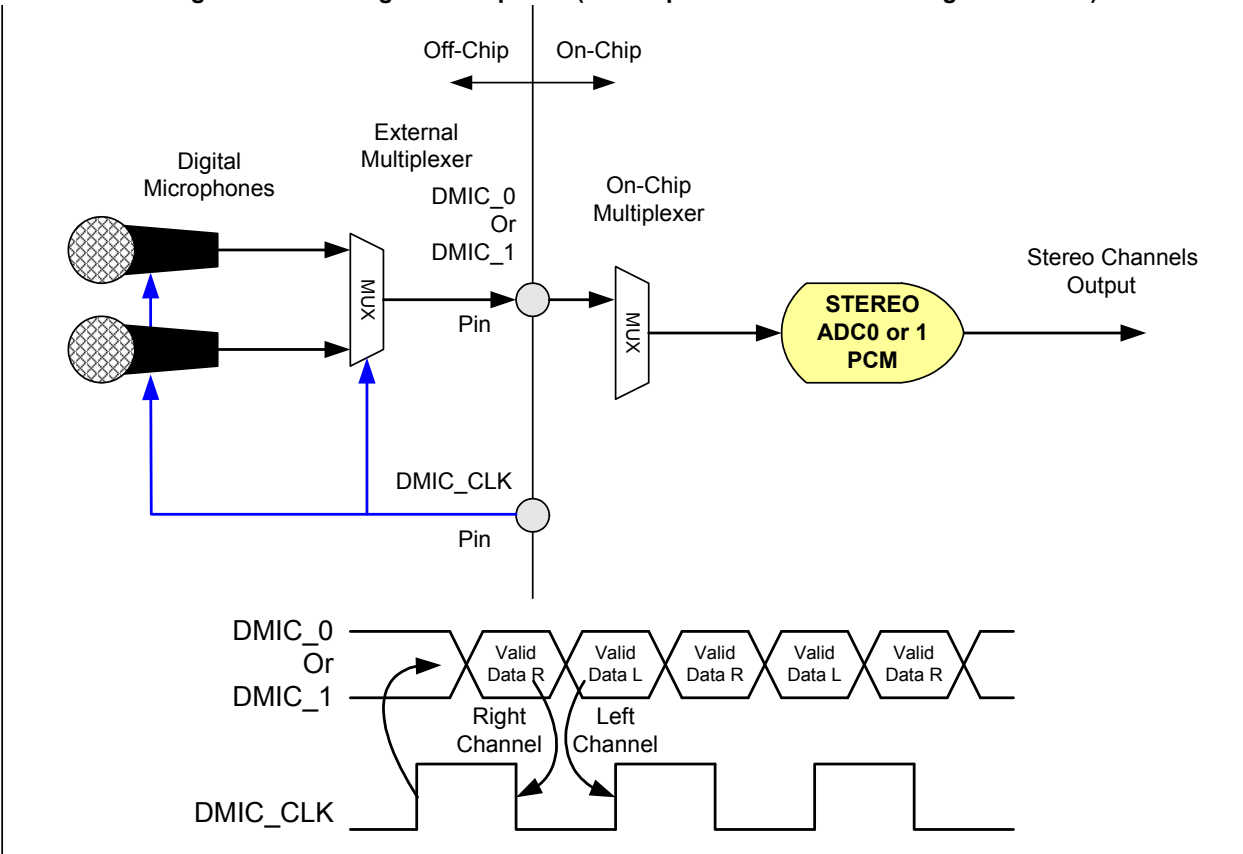 Off-Chip
On-Chip
External
Multiplexer
Digital
Microphones
DMIC_0
Or
DMIC_1
On-Chip
Multiplexer
Stereo Channels
Output
MUX
Pin
MUX
STEREO
ADC0 or 1
PCM
DMIC_CLK
Pin
DMIC_0
Or
DMIC_1
Valid
Data R
Valid
Data L
Valid
Data R
Valid
Data L
Valid
Data R
Right
Channel
Left
Channel
DMIC_CLK